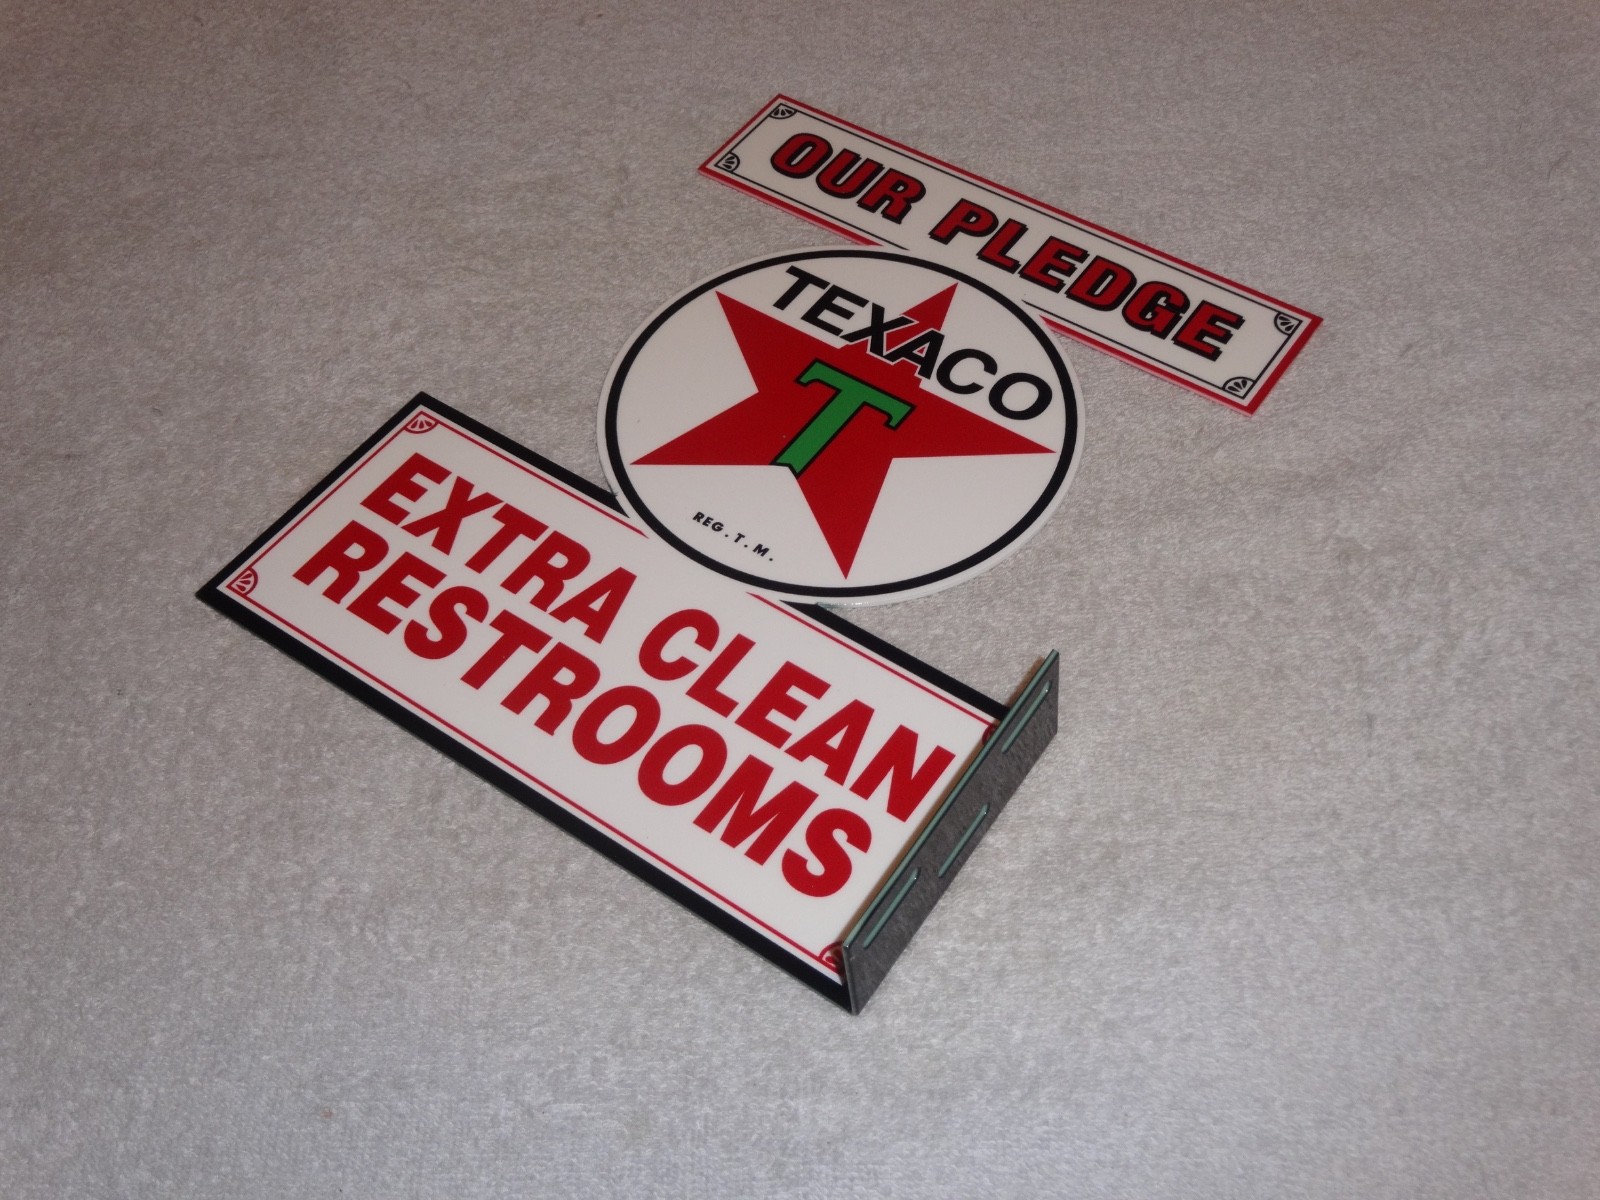 OUR PLEDGE
TEXACO
T
REG. T. M.
EXTRA CLEAN
RESTROOMS